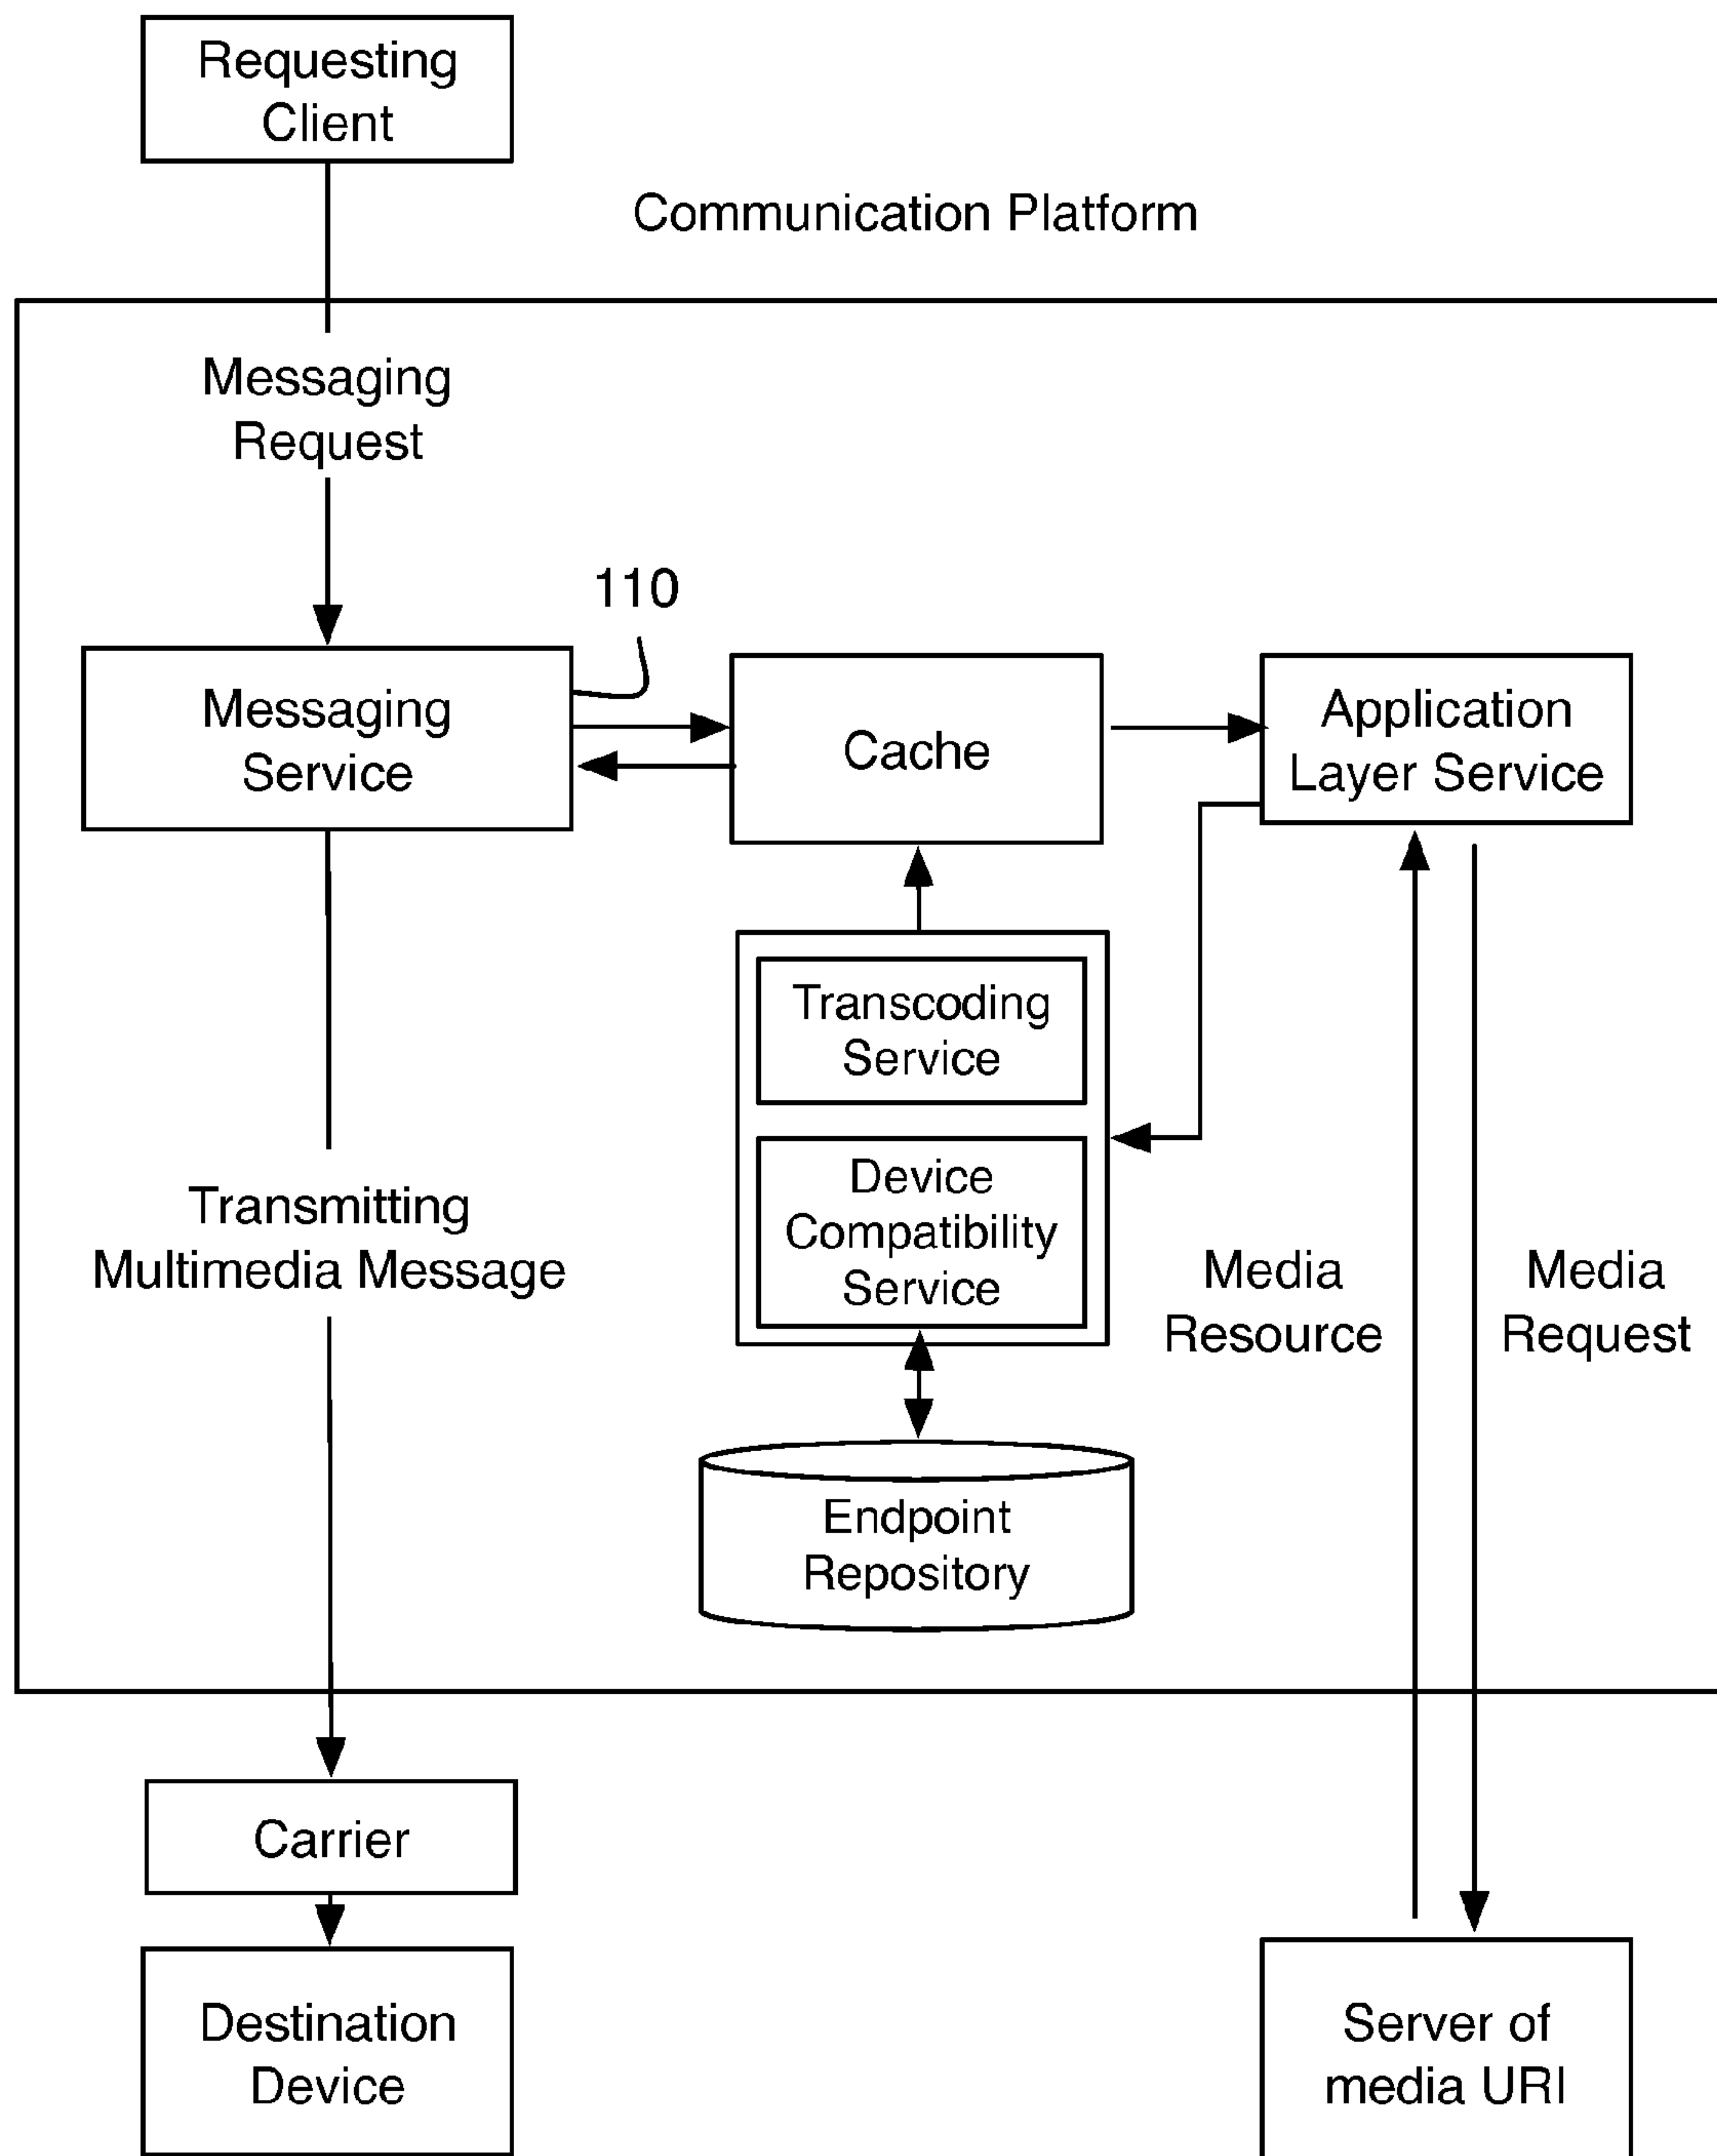 Requesting
Client
Communication Platform
Messaging
Request
110
Messaging
Service
Cache
Application
Layer Service
Transcoding
Service
Device
Compatibility
Service
Transmitting
Multimedia Message
Media
Resource
Media
Request
Endpoint
Repository
Carrier
Destination
Device
Server of
media URI